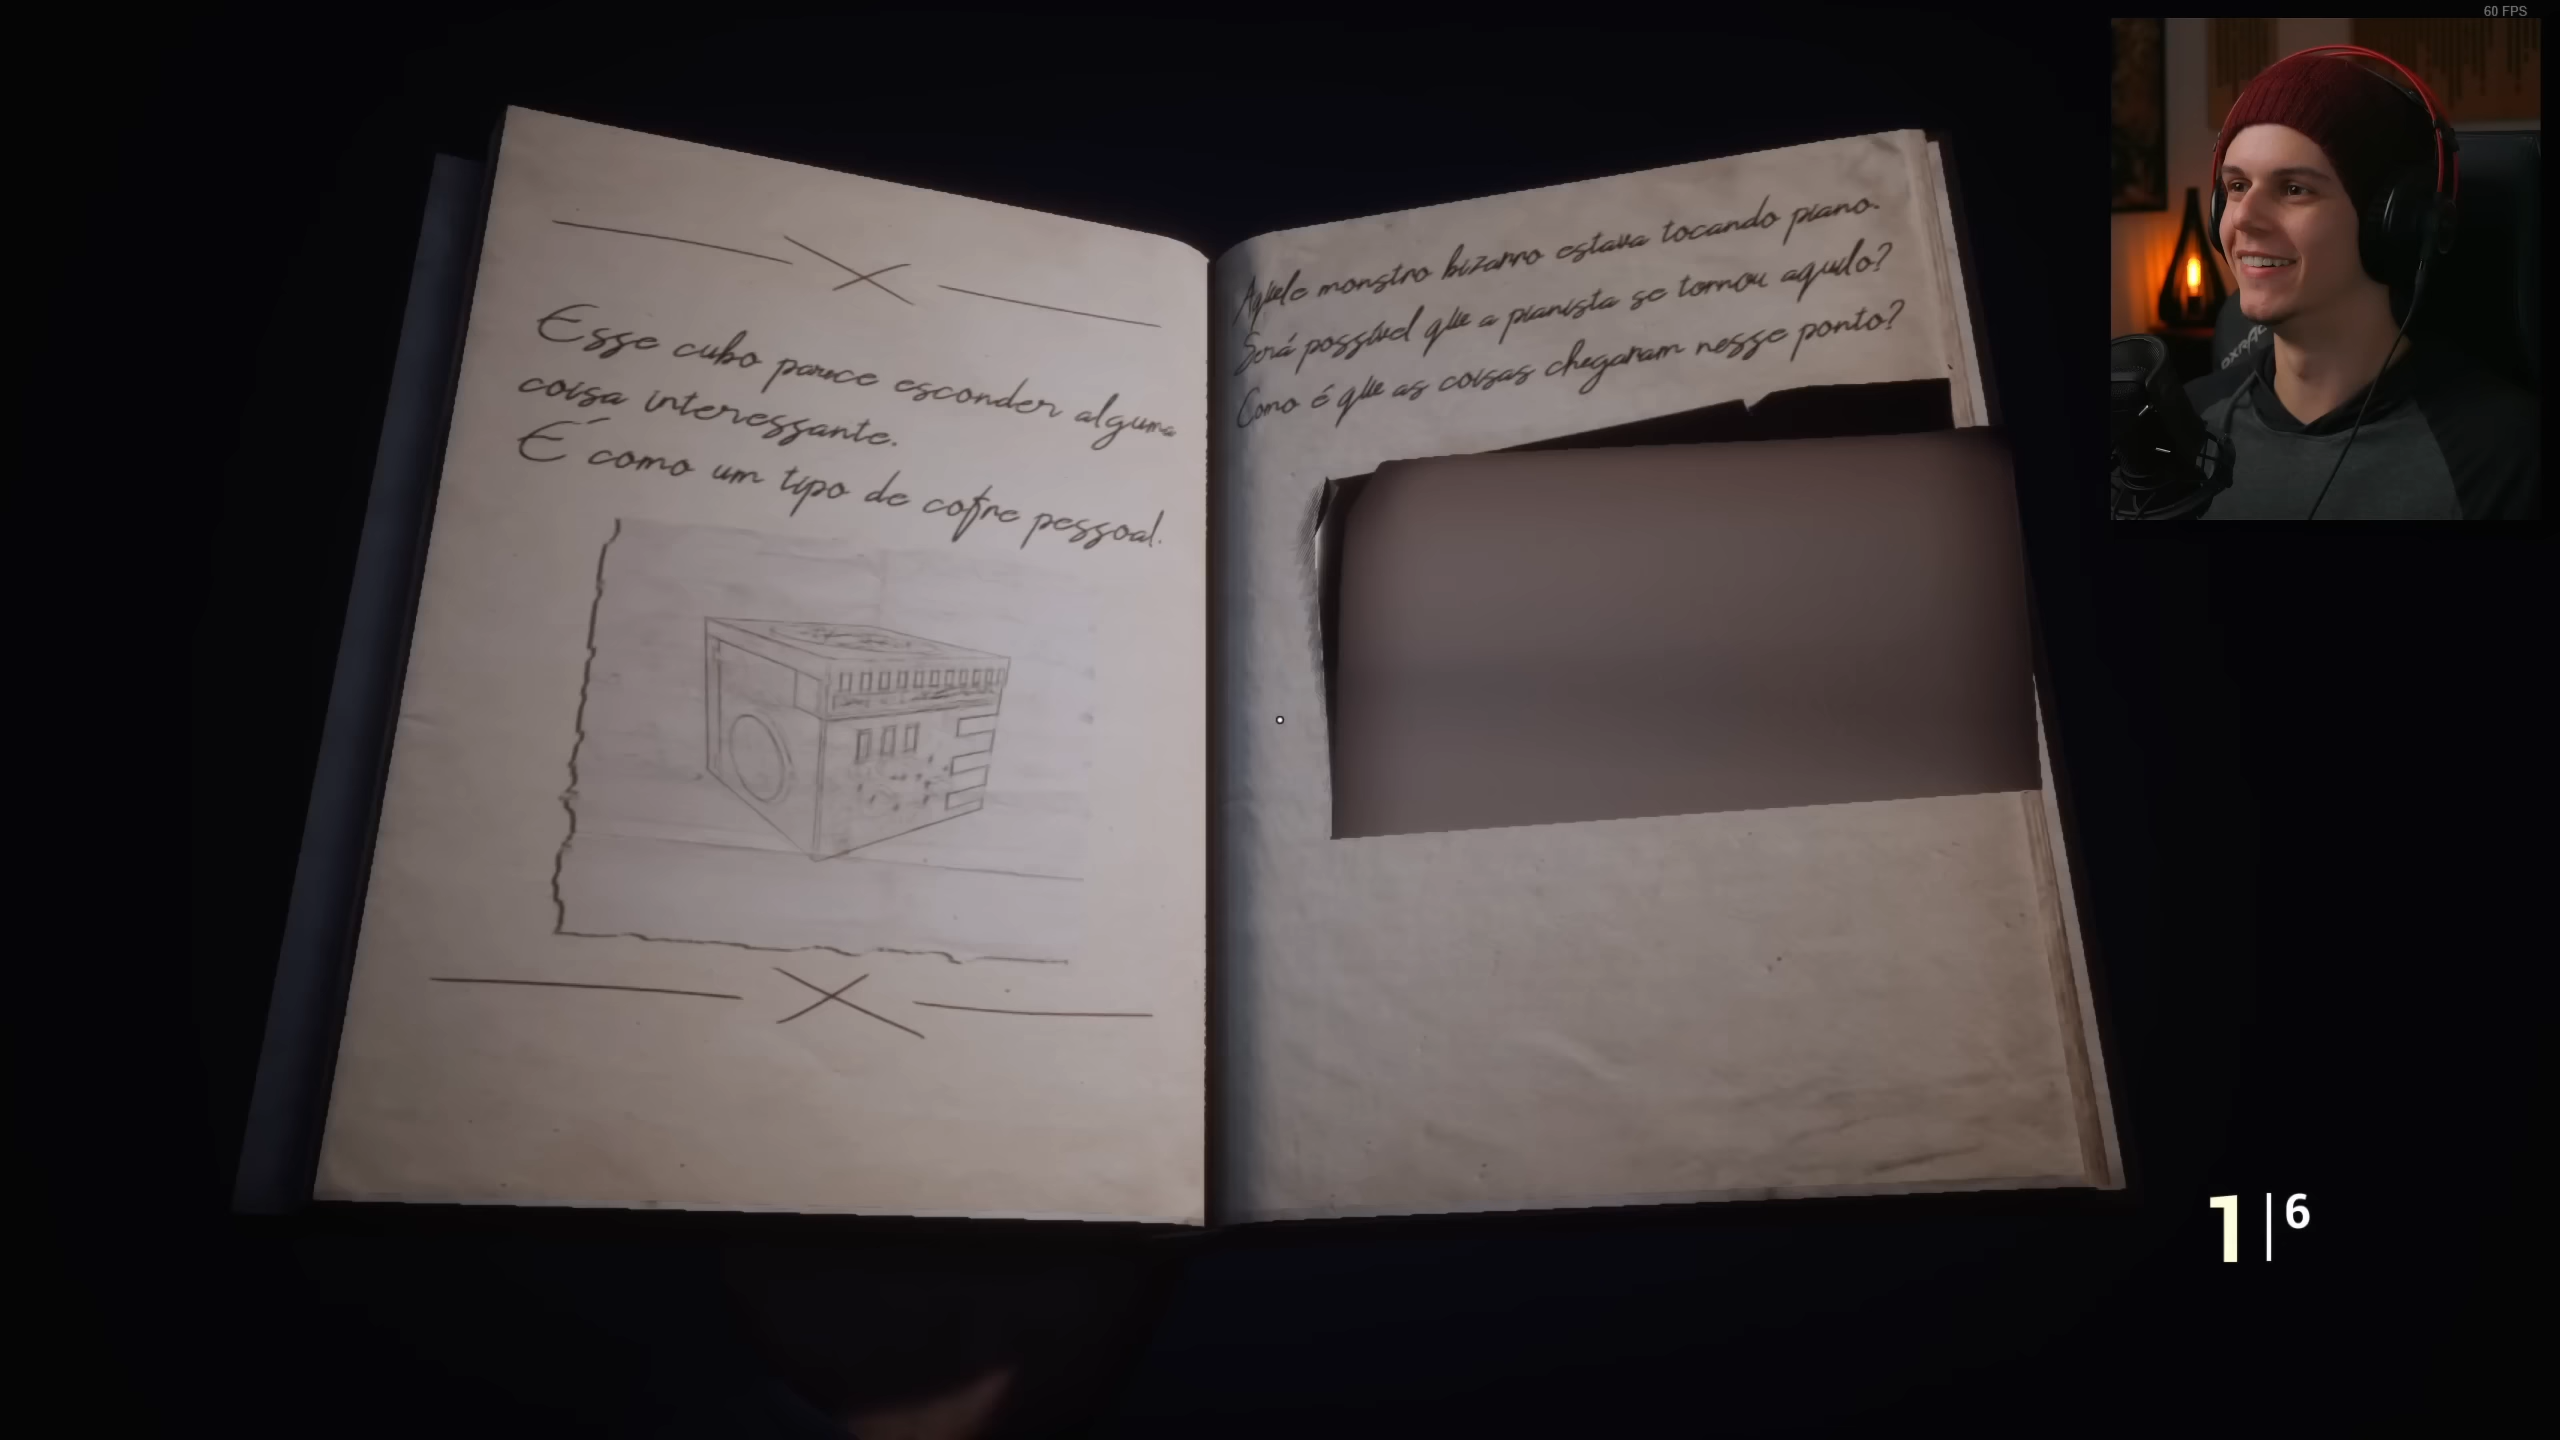 60 FPS
Esse cubo parece esconder alguma
coisa interessante.
É como um tipo de cofre pessoal.
Aquele monstro bizarro estava tocando piano.
Será possível que a pianista se tornou aquilo?
Como é que as coisas chegaram nesse ponto?
1 | 6